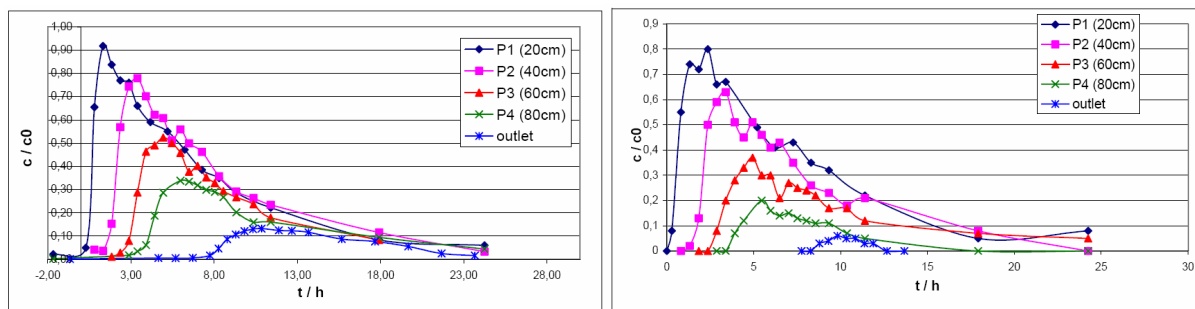 1,00
0,90
0,80
0,70
0,60
0,50
0,40
0,30
0,20
0,10
0,00
c / c0
-2,00 3,00 8,00 13,00 18,00 23,00 28,00
t / h
P1 (20cm)
P2 (40cm)
P3 (60cm)
P4 (80cm)
outlet
0,9
0,8
0,7
0,6
0,5
0,4
0,3
0,2
0,1
0
c / c0
0 5 10 15 20 25 30
t / h
P1 (20cm)
P2 (40cm)
P3 (60cm)
P4 (80cm)
outlet